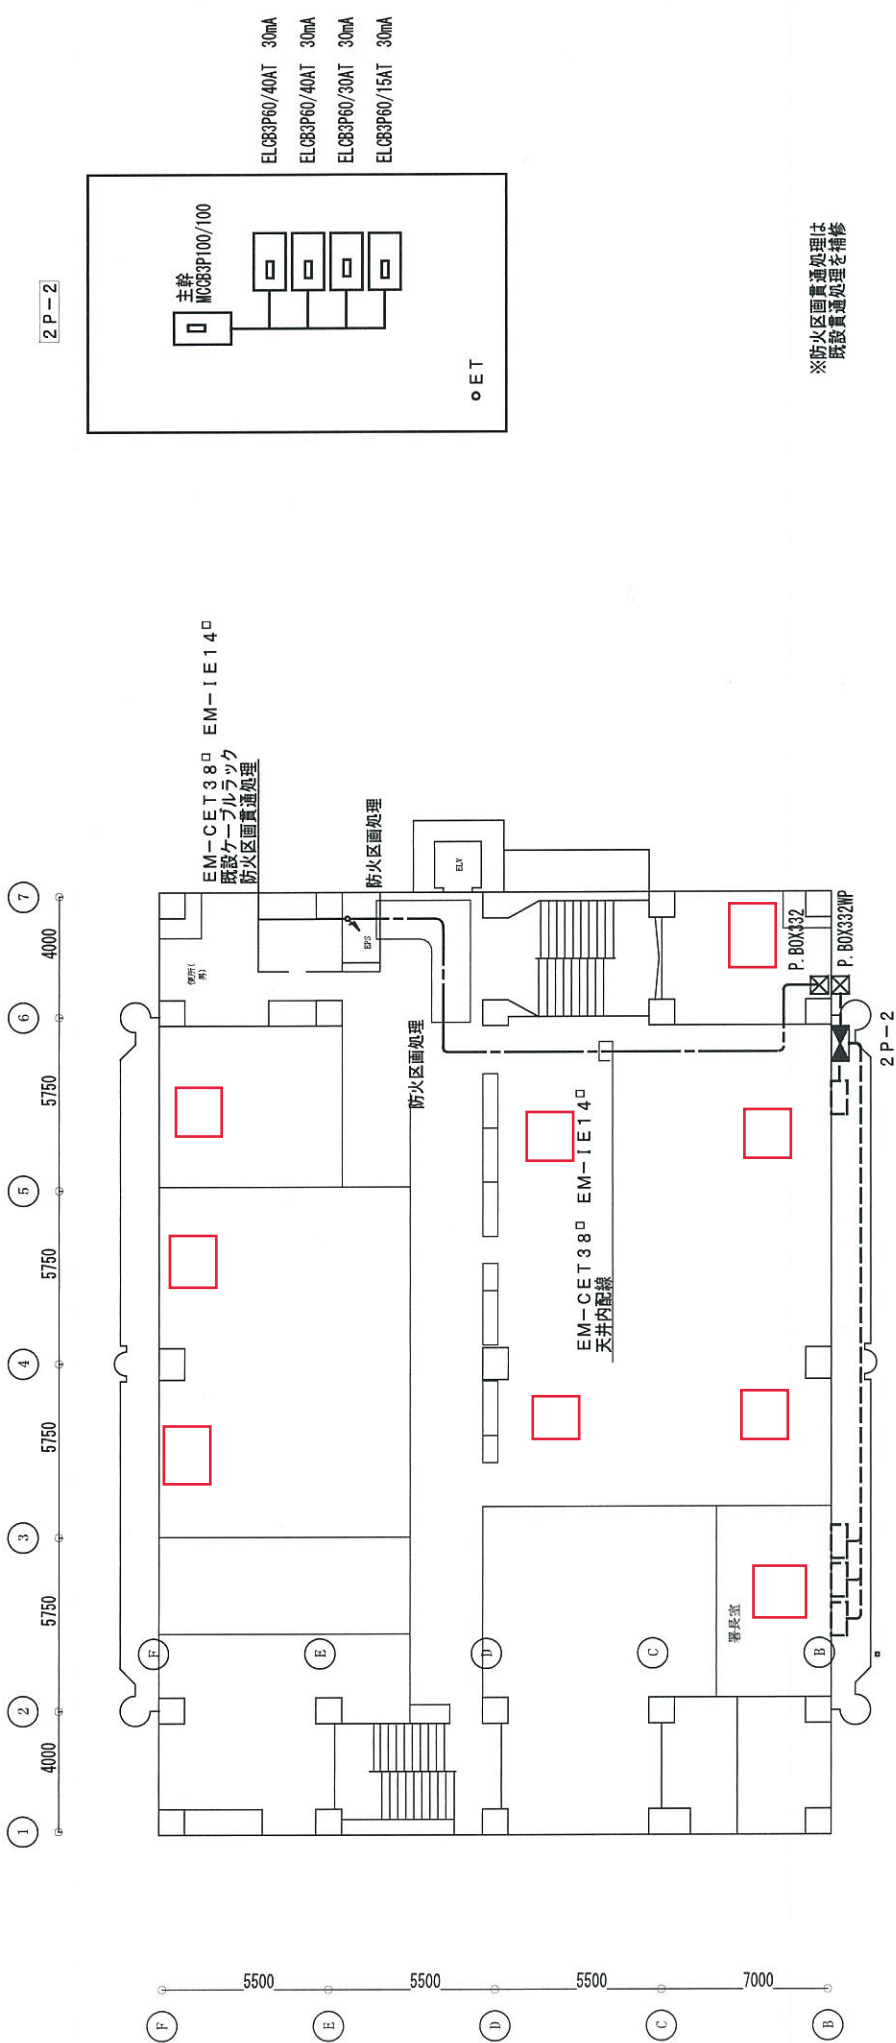 2P-2
主幹
MCCB3P100/100
ELCB3P60/40AT 30mA
ELCB3P60/40AT 30mA
ELCB3P60/30AT 30mA
ELCB3P60/15AT 30mA
ET
※防火区画貫通処理は
既設貫通処理を補修
EM-CET38□ EM-IE14□
既設ケーブルラック
防火区画貫通処理
防火区画処理
防火区画処理
EM-CET38□ EM-IE14□
天井内配線
P.BOX332
P.BOX332WP
2P-2
便所(男)
EPS
ELV
署長室
1
2
3
4
5
6
7
4000
5750
5750
5750
5750
4000
F
E
D
C
B
F
E
D
C
B
5500
5500
5500
7000